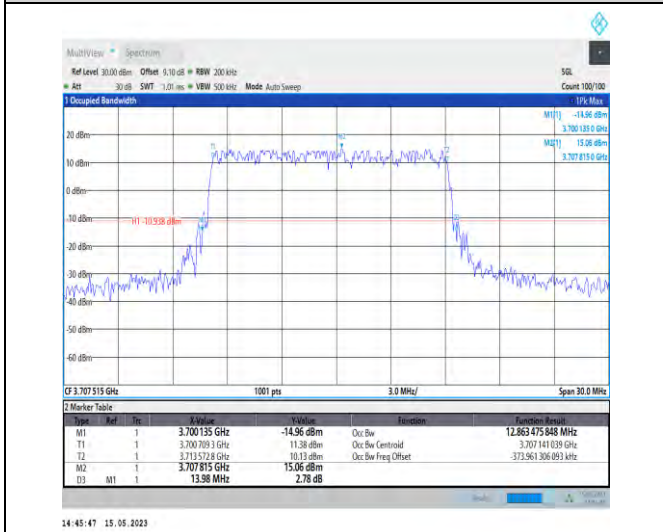 MultiView Spectrum
Ref Level 30.00 dBm Offset 9.10 dB RBW 200 kHz SGL
Att 30 dB SWT 1.01 ms VBW 500 kHz Mode Auto Sweep Count 100/100
1 Occupied Bandwidth 1Pk Max
M1[1] -14.96 dBm
3.700 135 0 GHz
M2[1] 15.06 dBm
3.707 815 0 GHz
20 dBm
10 dBm
0 dBm
-10 dBm
H1 -10.938 dBm
-20 dBm
-30 dBm
-40 dBm
-50 dBm
-60 dBm
CF 3.707 515 GHz 1001 pts 3.0 MHz/ Span 30.0 MHz
2 Marker Table
Type Ref Trc X-Value Y-Value Function Function Result
M1 1 3.700135 GHz -14.96 dBm Occ Bw 12.863 475 848 MHz
T1 1 3.700 709 3 GHz 11.38 dBm Occ Bw Centroid 3.707 141 039 GHz
T2 1 3.713 572 8 GHz 10.13 dBm Occ Bw Freq Offset -373.961 306 093 kHz
M2 1 3.707815 GHz 15.06 dBm
D3 M1 1 13.98 MHz 2.78 dB
14:45:47 15.05.2023